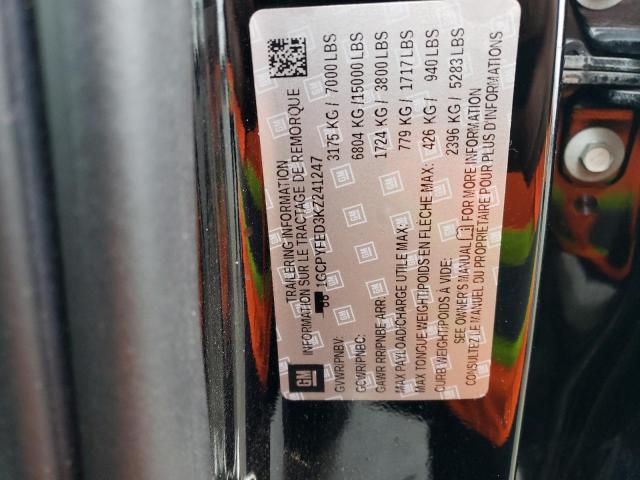 GM
TRAILERING INFORMATION
INFORMATION SUR LE TRACTAGE DE REMORQUE
1GCPYFED3KZ241247
GVWR/PNBV: 3175 KG / 7000 LBS
GCWR/PNBC: 6804 KG /15000 LBS
GAWR RR/PNBE ARR: 1724 KG / 3800 LBS
MAX PAYLOAD/CHARGE UTILE MAX: 779 KG / 1717 LBS
MAX TONGUE WEIGHT/POIDS EN FLECHE MAX: 426 KG / 940 LBS
CURB WEIGHT/POIDS À VIDE: 2396 KG / 5283 LBS
SEE OWNER'S MANUAL FOR MORE INFORMATION
CONSULTEZ LE MANUEL DU PROPRIÉTAIRE POUR PLUS D'INFORMATIONS